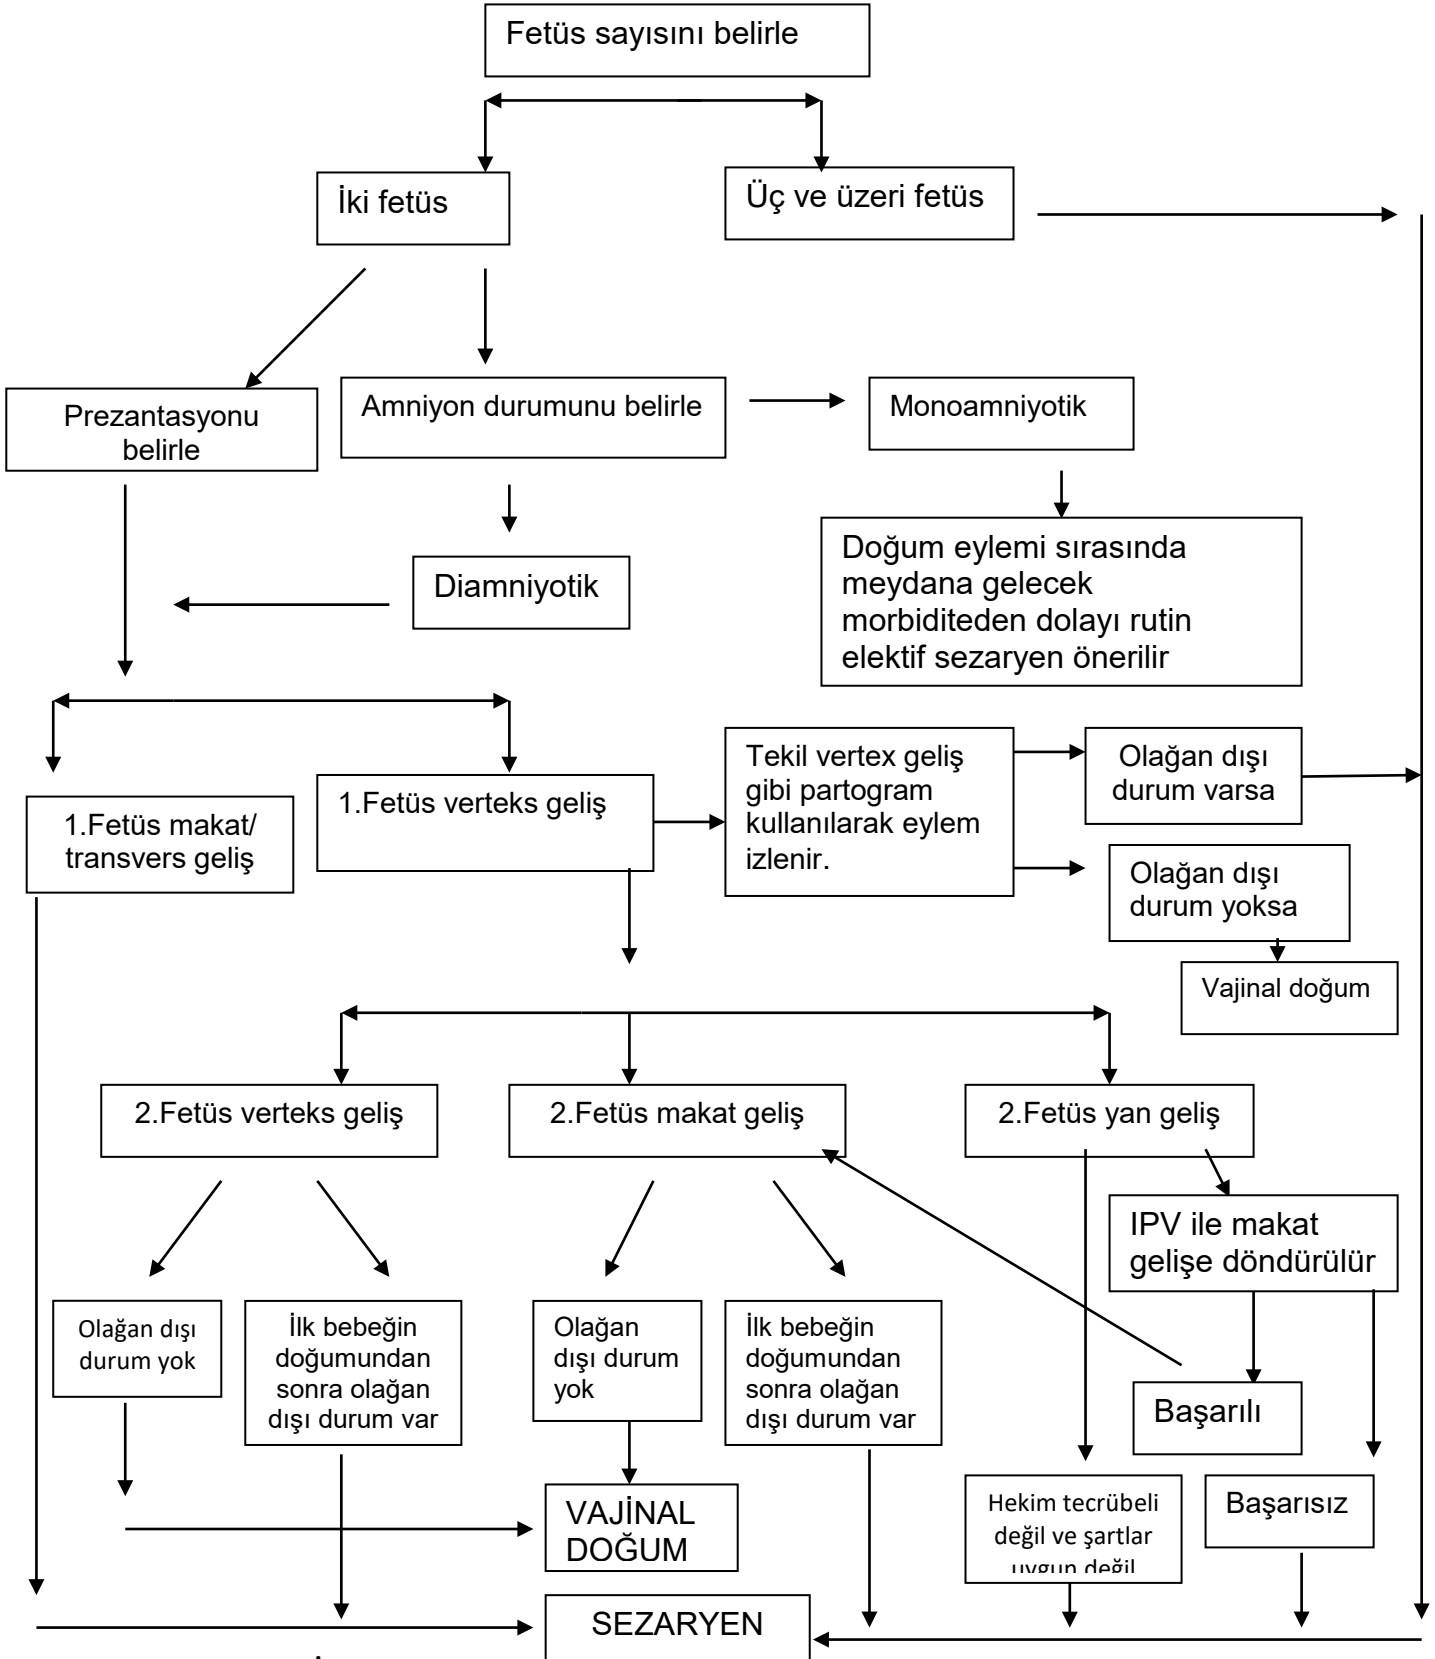 Fetüs sayısını belirle
İki fetüs
Üç ve üzeri fetüs
Prezantasyonu
belirle
Amniyon durumunu belirle
Monoamniyotik
Diamniyotik
Doğum eylemi sırasında
meydana gelecek
morbiditeden dolayı rutin
elektif sezaryen önerilir
1.Fetüs makat/
transvers geliş
1.Fetüs verteks geliş
Tekil vertex geliş
gibi partogram
kullanılarak eylem
izlenir.
Olağan dışı
durum varsa
Olağan dışı
durum yoksa
Vajinal doğum
2.Fetüs verteks geliş
2.Fetüs makat geliş
2.Fetüs yan geliş
IPV ile makat
gelişe döndürülür
Olağan dışı
durum yok
İlk bebeğin
doğumundan
sonra olağan
dışı durum var
Olağan
dışı durum
yok
İlk bebeğin
doğumundan
sonra olağan
dışı durum var
Başarılı
Hekim tecrübeli
değil ve şartlar
uygun değil
Başarısız
VAJİNAL
DOĞUM
SEZARYEN